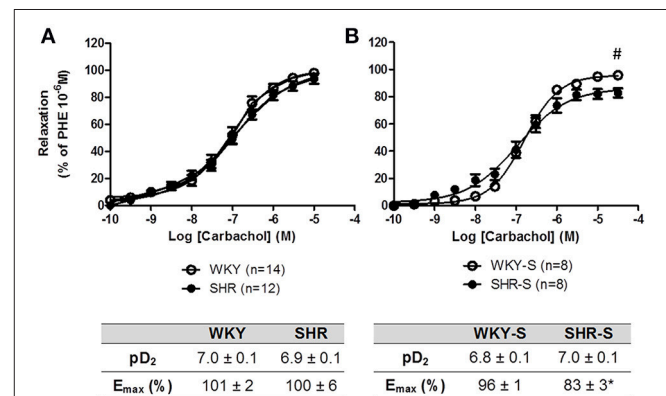 A
B
Relaxation
(% of PHE 10⁻⁶M)
120
100
80
60
40
20
0
-10 -9 -8 -7 -6 -5 -4
Log [Carbachol] (M)
WKY (n=14)
SHR (n=12)
#
120
100
80
60
40
20
0
-10 -9 -8 -7 -6 -5 -4
Log [Carbachol] (M)
WKY-S (n=8)
SHR-S (n=8)
WKY SHR
pD₂ 7.0 ± 0.1 6.9 ± 0.1
Eₘₐₓ (%) 101 ± 2 100 ± 6
WKY-S SHR-S
pD₂ 6.8 ± 0.1 7.0 ± 0.1
Eₘₐₓ (%) 96 ± 1 83 ± 3*